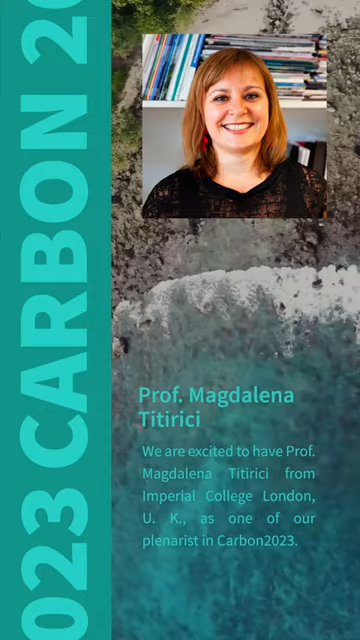 023 CARBON 20
Prof. Magdalena
Titirici
We are excited to have Prof.
Magdalena Titirici from
Imperial College London,
U. K., as one of our
plenarist in Carbon2023.